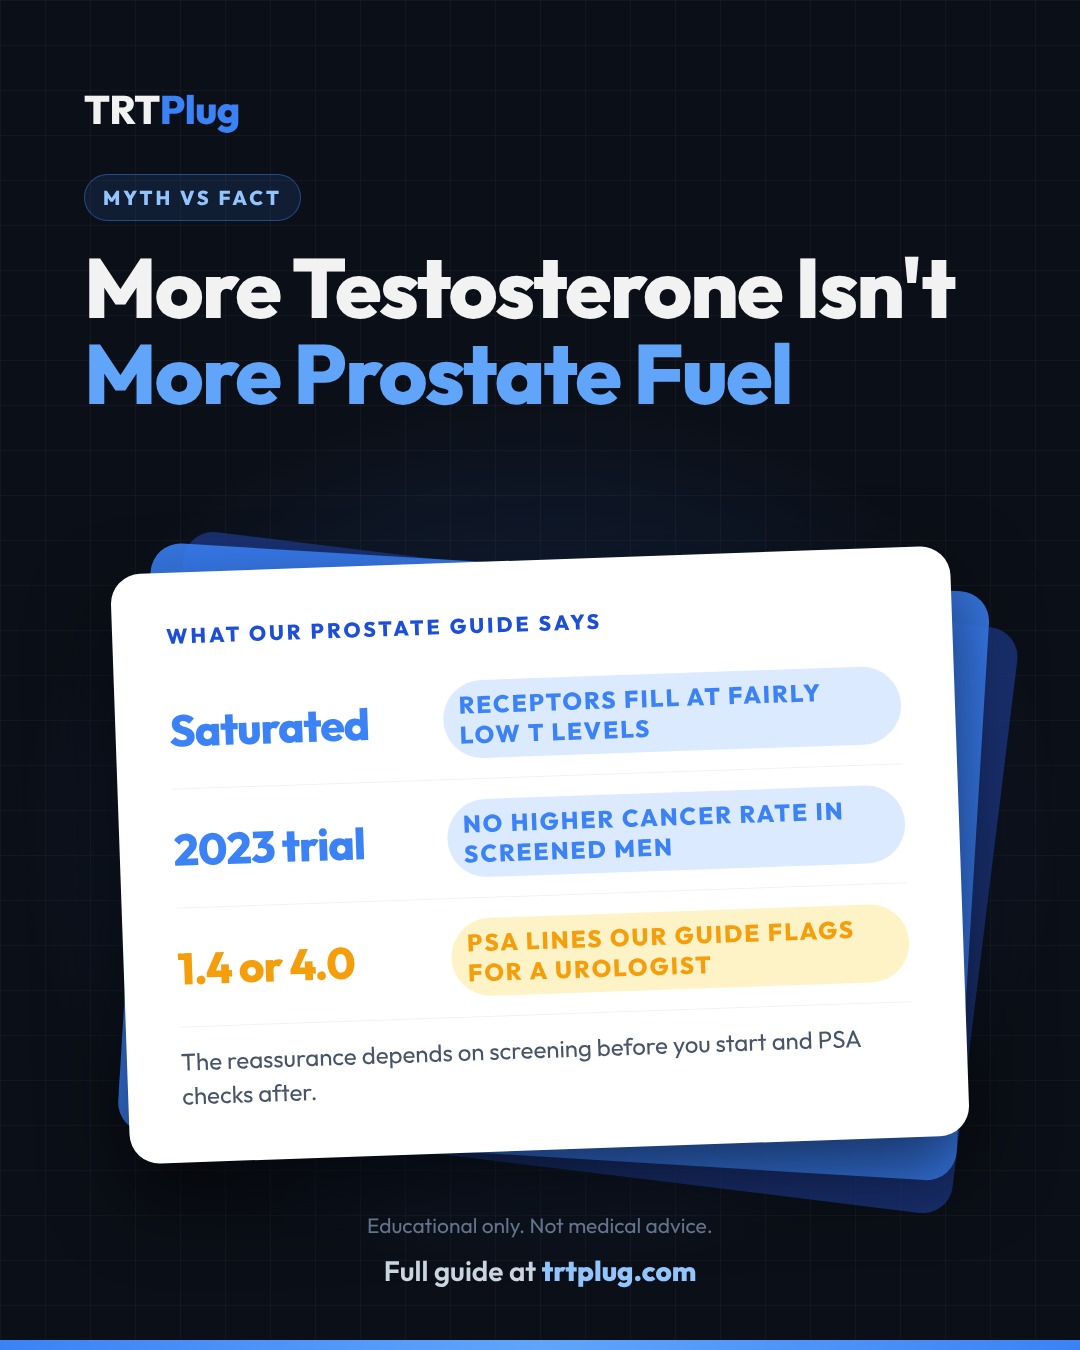 TRTPlug
MYTH VS FACT
More Testosterone Isn't
More Prostate Fuel
WHAT OUR PROSTATE GUIDE SAYS
Saturated
RECEPTORS FILL AT FAIRLY
LOW T LEVELS
2023 trial
NO HIGHER CANCER RATE IN
SCREENED MEN
1.4 or 4.0
PSA LINES OUR GUIDE FLAGS
FOR A UROLOGIST
The reassurance depends on screening before you start and PSA
checks after.
Educational only. Not medical advice.
Full guide at trtplug.com